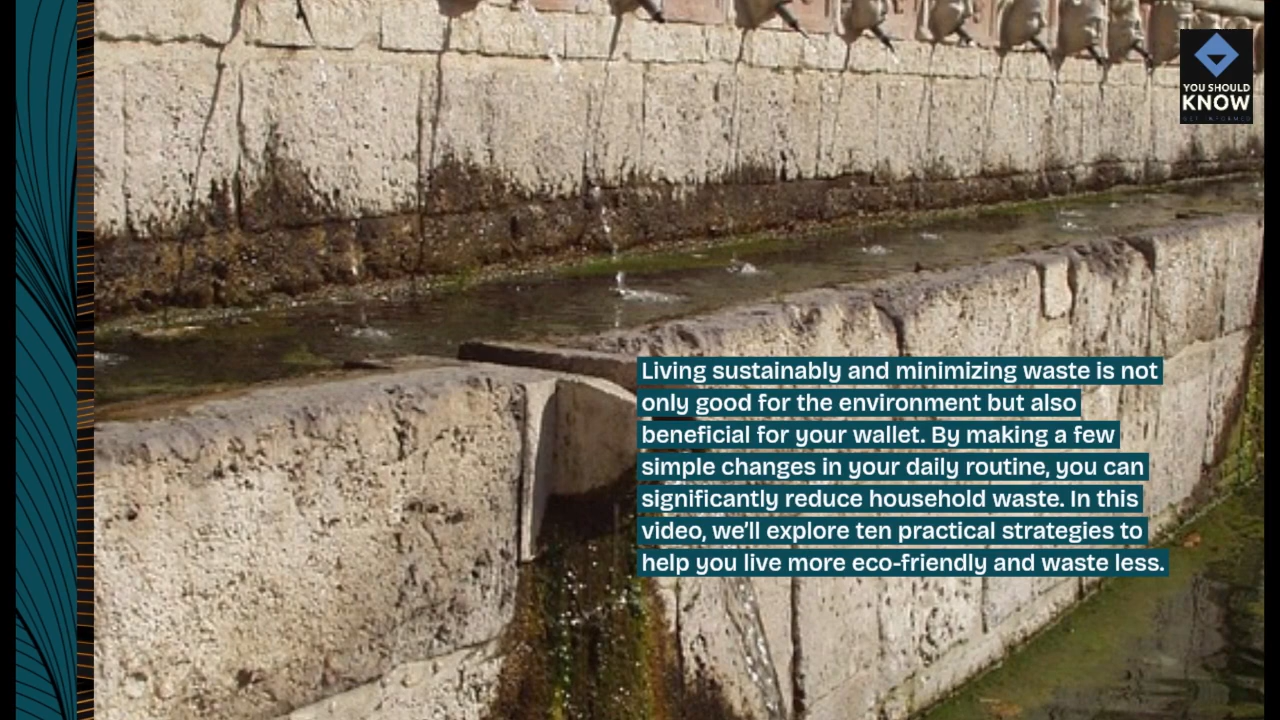 YOU SHOULD
KNOW
GET INFORMED
Living sustainably and minimizing waste is not
only good for the environment but also
beneficial for your wallet. By making a few
simple changes in your daily routine, you can
significantly reduce household waste. In this
video, we’ll explore ten practical strategies to
help you live more eco-friendly and waste less.